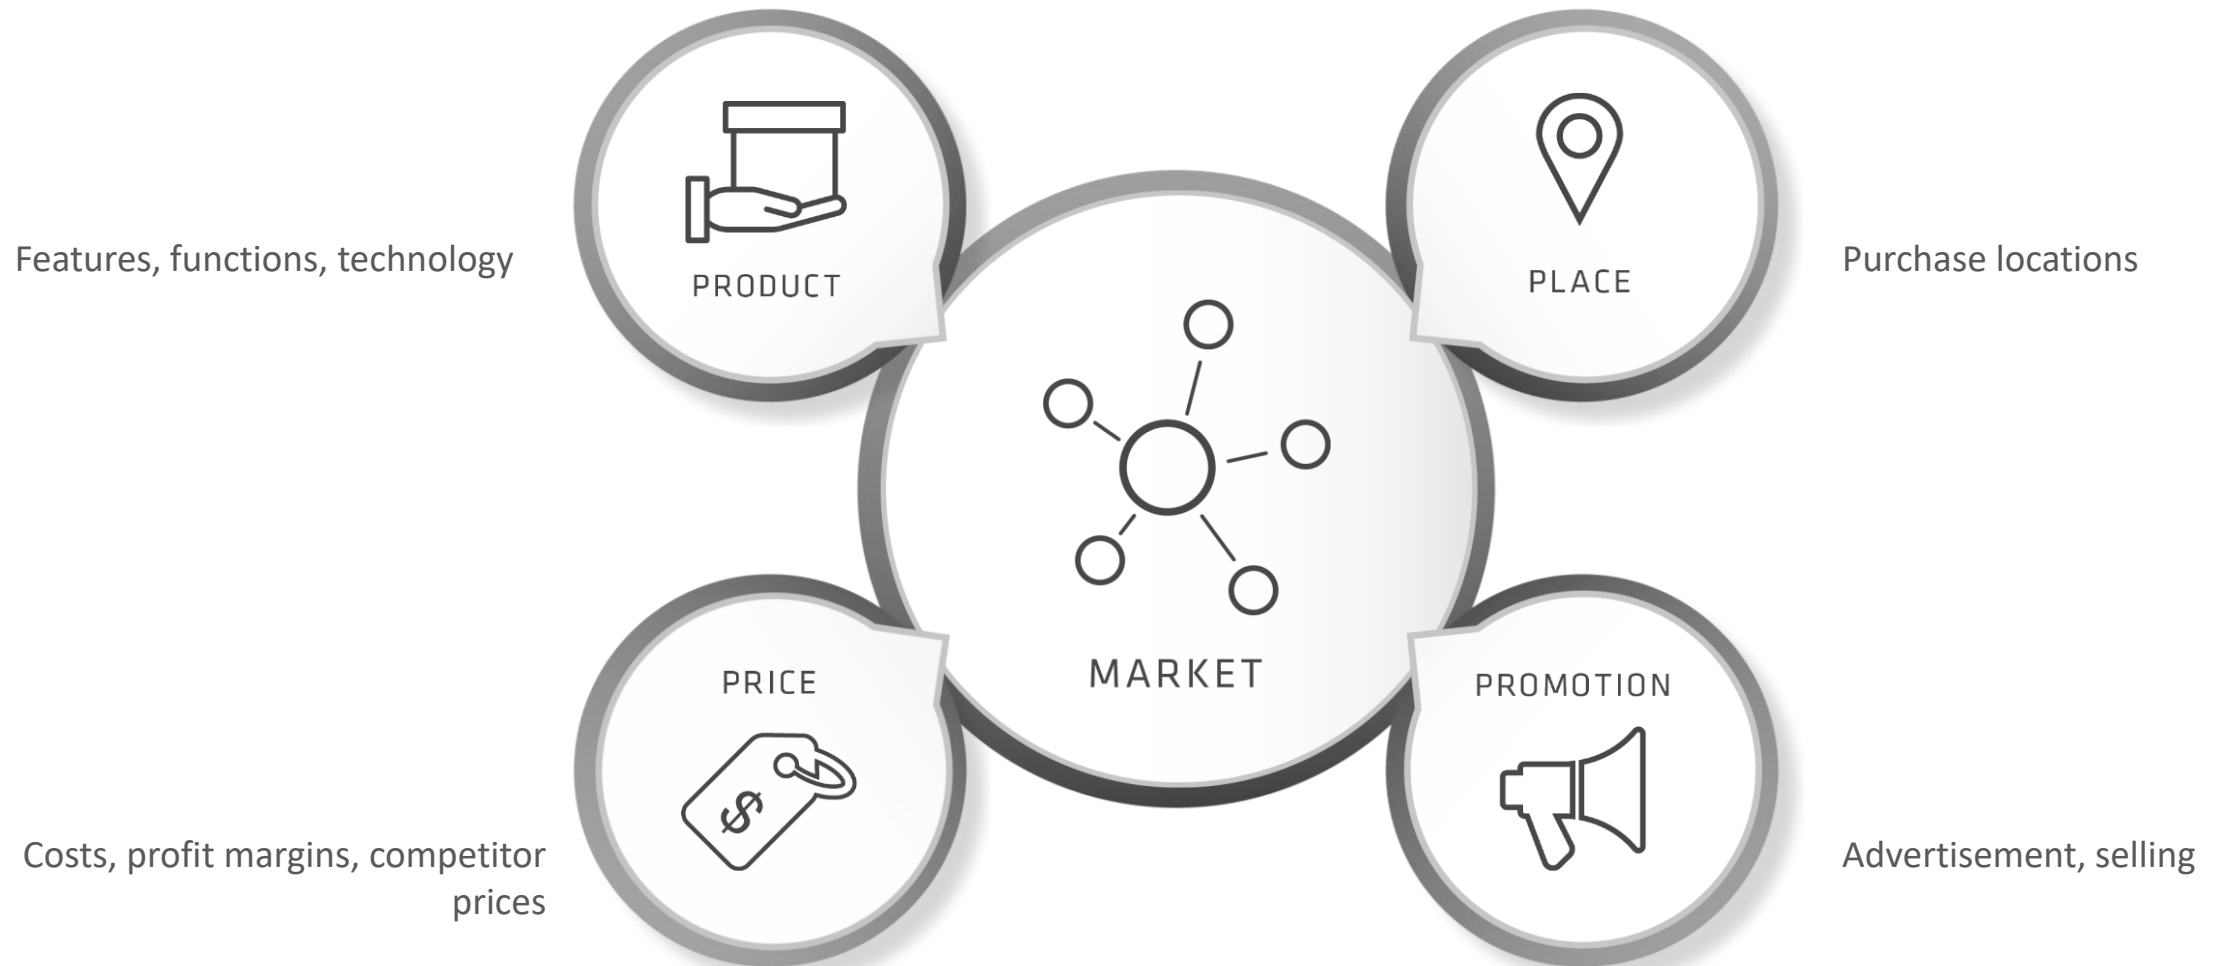 PRODUCT
Features, functions, technology
PLACE
Purchase locations
MARKET
PRICE
$
Costs, profit margins, competitor
prices
PROMOTION
Advertisement, selling